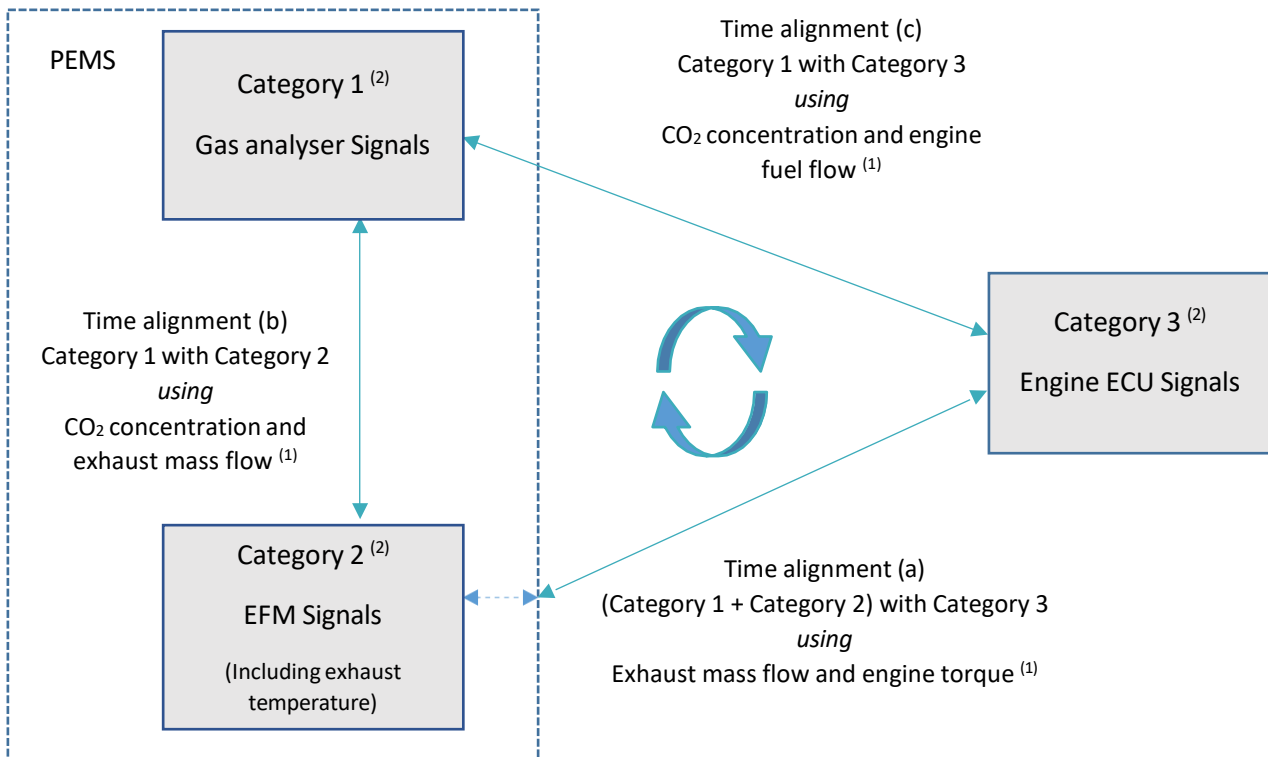 PEMS
Category 1 (2)
Gas analyser Signals
Time alignment (c)
Category 1 with Category 3
using
CO₂ concentration and engine
fuel flow (1)
Time alignment (b)
Category 1 with Category 2
using
CO₂ concentration and
exhaust mass flow (1)
Category 3 (2)
Engine ECU Signals
Category 2 (2)
EFM Signals
(Including exhaust
temperature)
Time alignment (a)
(Category 1 + Category 2) with Category 3
using
Exhaust mass flow and engine torque (1)